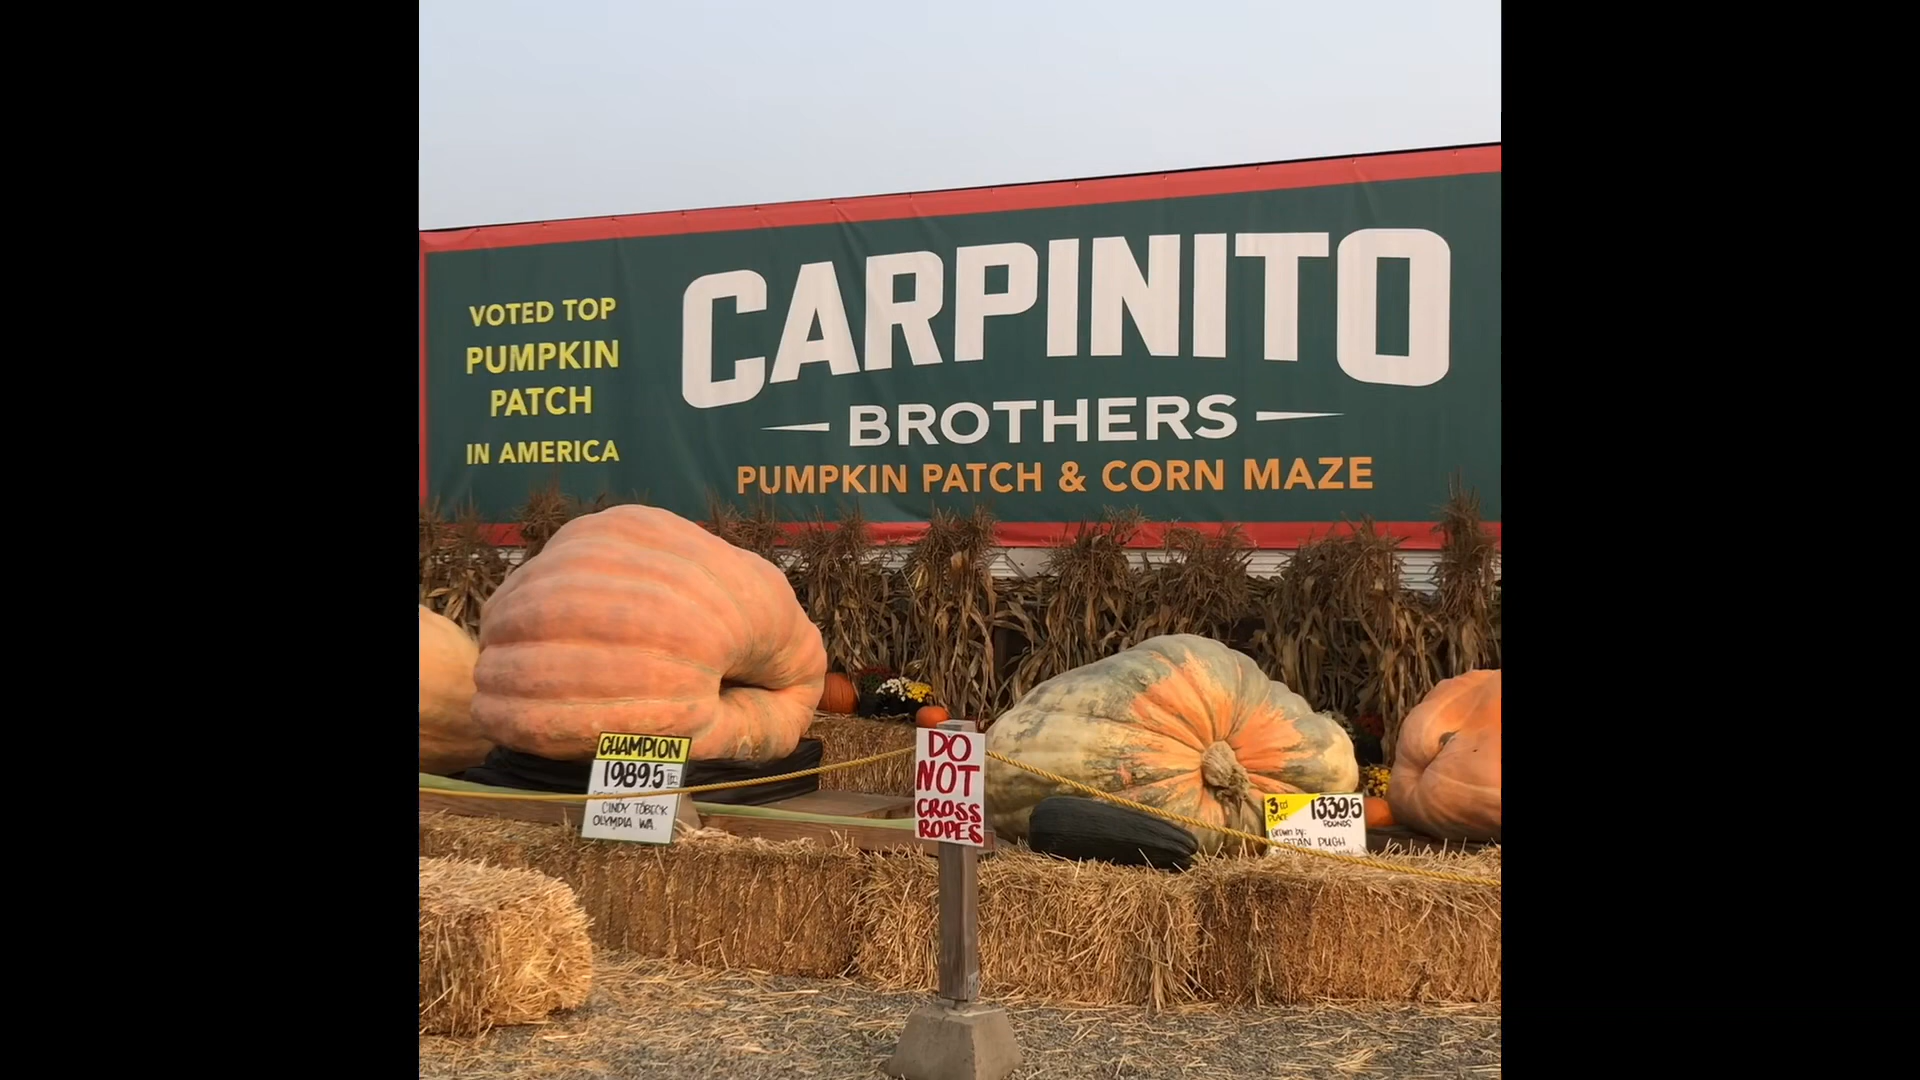 VOTED TOP
PUMPKIN
PATCH
IN AMERICA
CARPINITO
BROTHERS
PUMPKIN PATCH & CORN MAZE
CHAMPION
1989.5
CINDY TOBECK
OLYMPIA WA.
DO
NOT
CROSS
ROPES
3rd
PLACE
1339.5
POUNDS
Grown by:
STAN PUGH